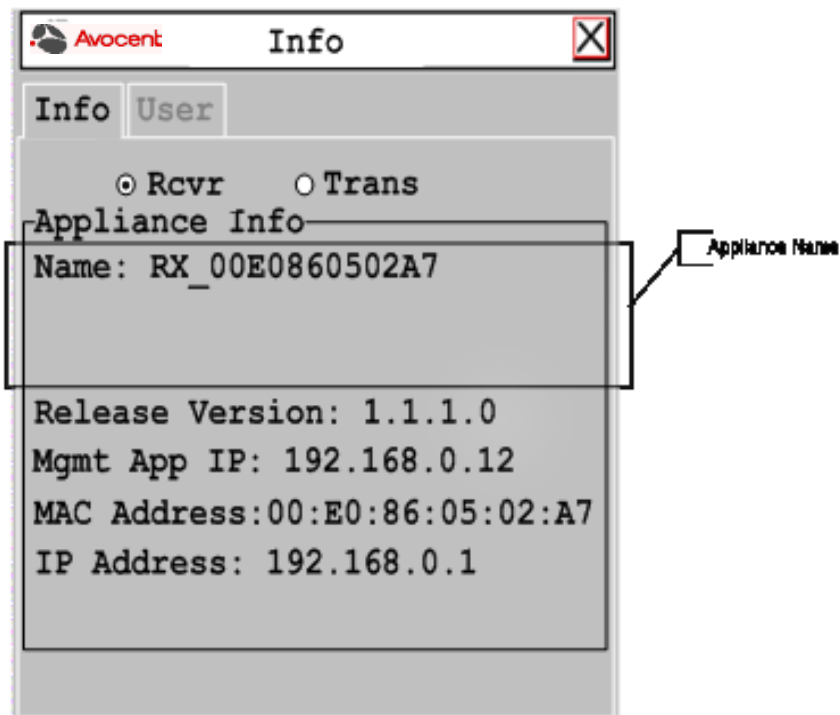 Avocent
Info
Info User
Rcvr Trans
Appliance Info
Name: RX_00E0860502A7
Appliance Name
Release Version: 1.1.1.0
Mgmt App IP: 192.168.0.12
MAC Address:00:E0:86:05:02:A7
IP Address: 192.168.0.1